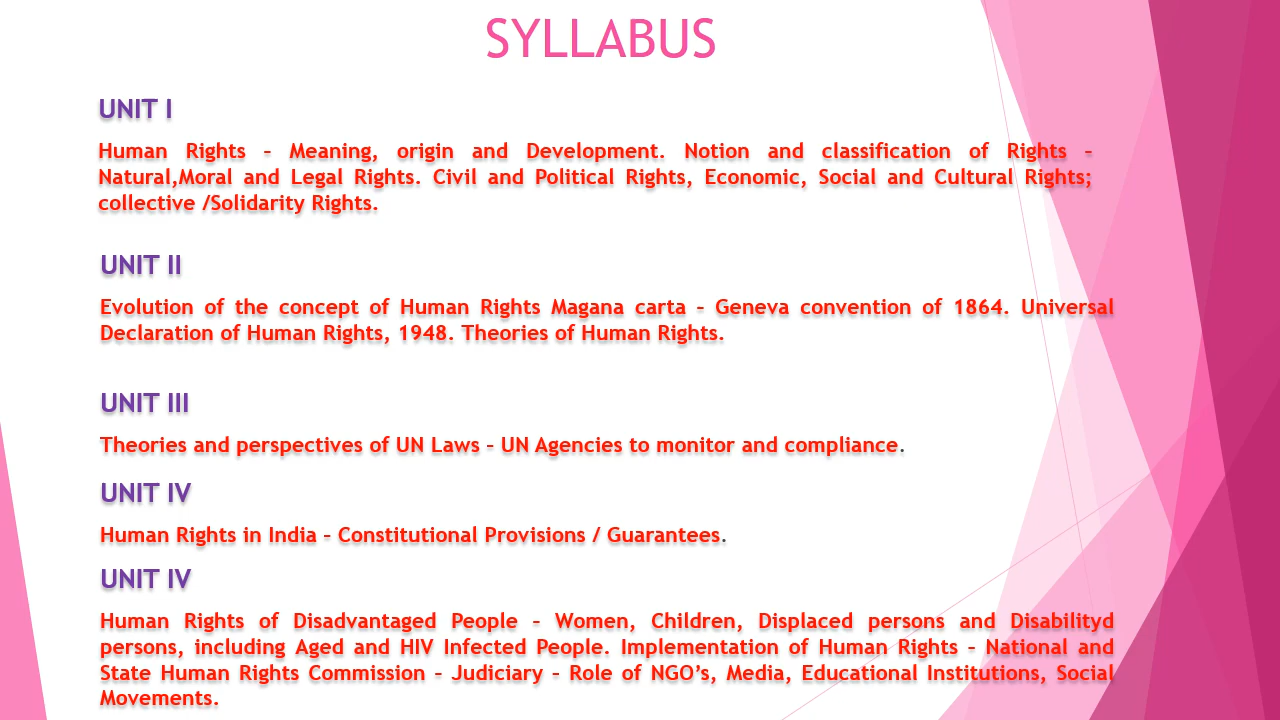 SYLLABUS
UNIT I
Human Rights – Meaning, origin and Development. Notion and classification of Rights –
Natural,Moral and Legal Rights. Civil and Political Rights, Economic, Social and Cultural Rights;
collective /Solidarity Rights.
UNIT II
Evolution of the concept of Human Rights Magana carta – Geneva convention of 1864. Universal
Declaration of Human Rights, 1948. Theories of Human Rights.
UNIT III
Theories and perspectives of UN Laws – UN Agencies to monitor and compliance.
UNIT IV
Human Rights in India – Constitutional Provisions / Guarantees.
UNIT IV
Human Rights of Disadvantaged People – Women, Children, Displaced persons and Disabilityd
persons, including Aged and HIV Infected People. Implementation of Human Rights – National and
State Human Rights Commission – Judiciary – Role of NGO’s, Media, Educational Institutions, Social
Movements.